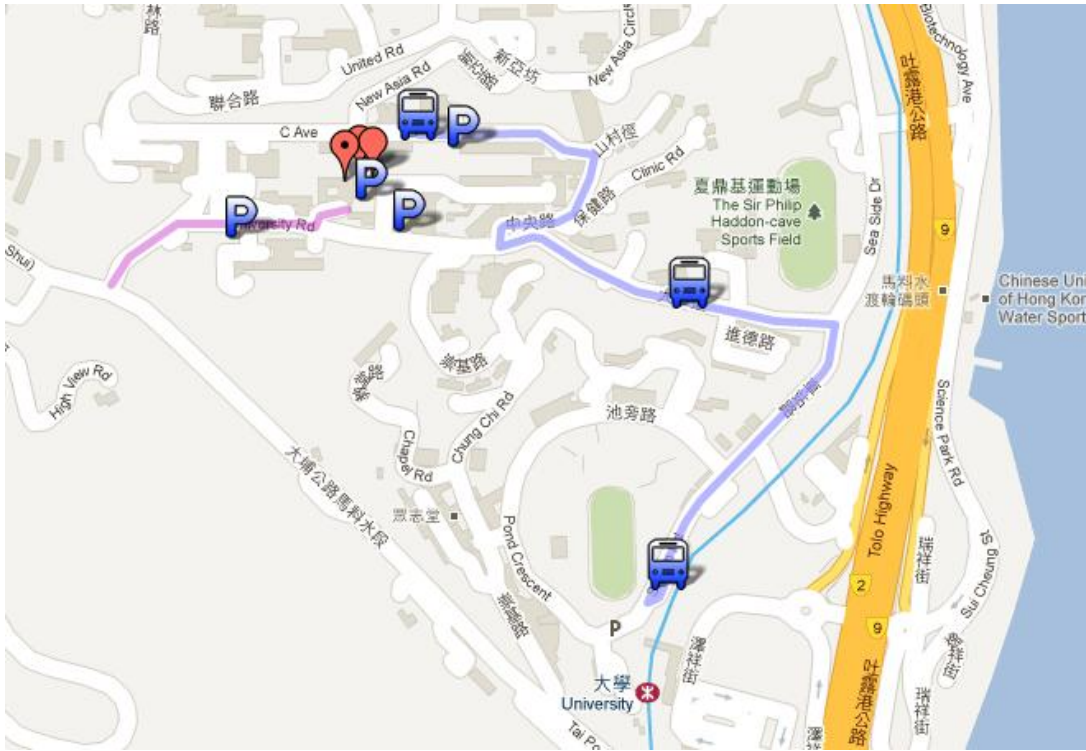 林路
United Rd
聯合路
New Asia Rd
新亞坊
New Asia Circle
Biotechnology Ave
吐露港公路
C Ave
P
山村徑
Clinic Rd
保健路
夏鼎基運動場
The Sir Philip
Haddon-cave
Sports Field
Sea Side Dr
P
P
P
University Rd
中央路
9
Shui)
馬料水
渡輪碼頭
Chinese Uni
of Hong Kon
Water Sport
進德路
崇基路
High View Rd
Chung Chi Rd
Chapel Rd
池旁路
Science Park Rd
大埔公路馬料水段
眾志堂
Pond Crescent
Tolo Highway
瑞祥街
Sui Cheung St
2
9
P
澤祥街
大學
University
吐露港公路
瑞祥街
Tai Po
澤祥